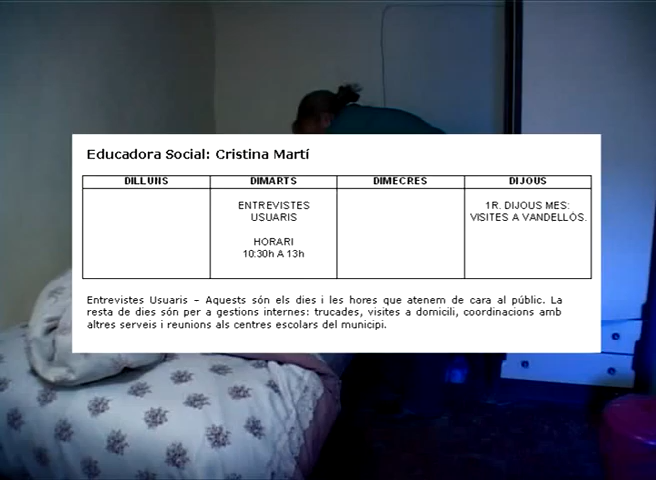 Educadora Social: Cristina Martí
DILLUNS DIMARTS DIMECRES DIJOUS
ENTREVISTES
USUARIS
HORARI
10:30h A 13h
1R. DIJOUS MES:
VISITES A VANDELLÒS.
Entrevistes Usuaris – Aquests són els dies i les hores que atenem de cara al públic. La
resta de dies són per a gestions internes: trucades, visites a domicili, coordinacions amb
altres serveis i reunions als centres escolars del municipi.